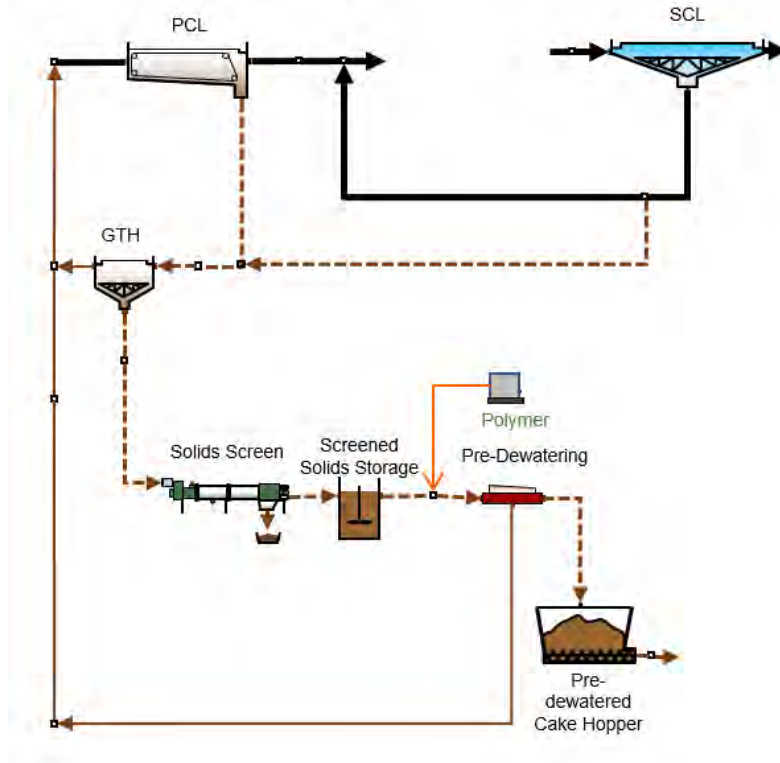 PCL
SCL
GTH
Polymer
Solids Screen
Screened
Solids Storage
Pre-Dewatering
Pre-
dewatered
Cake Hopper